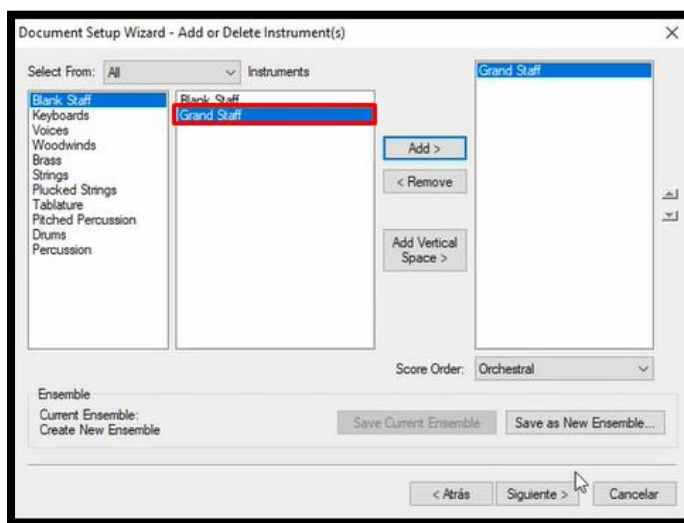 Document Setup Wizard - Add or Delete Instrument(s)
Select From: All Instruments
Blank Staff
Keyboards
Voices
Woodwinds
Brass
Strings
Plucked Strings
Tablature
Pitched Percussion
Drums
Percussion
Blank Staff
Grand Staff
Add >
< Remove
Add Vertical
Space >
Grand Staff
Score Order: Orchestral
Ensemble
Current Ensemble:
Create New Ensemble
Save Current Ensemble
Save as New Ensemble...
< Atrás
Siguiente >
Cancelar